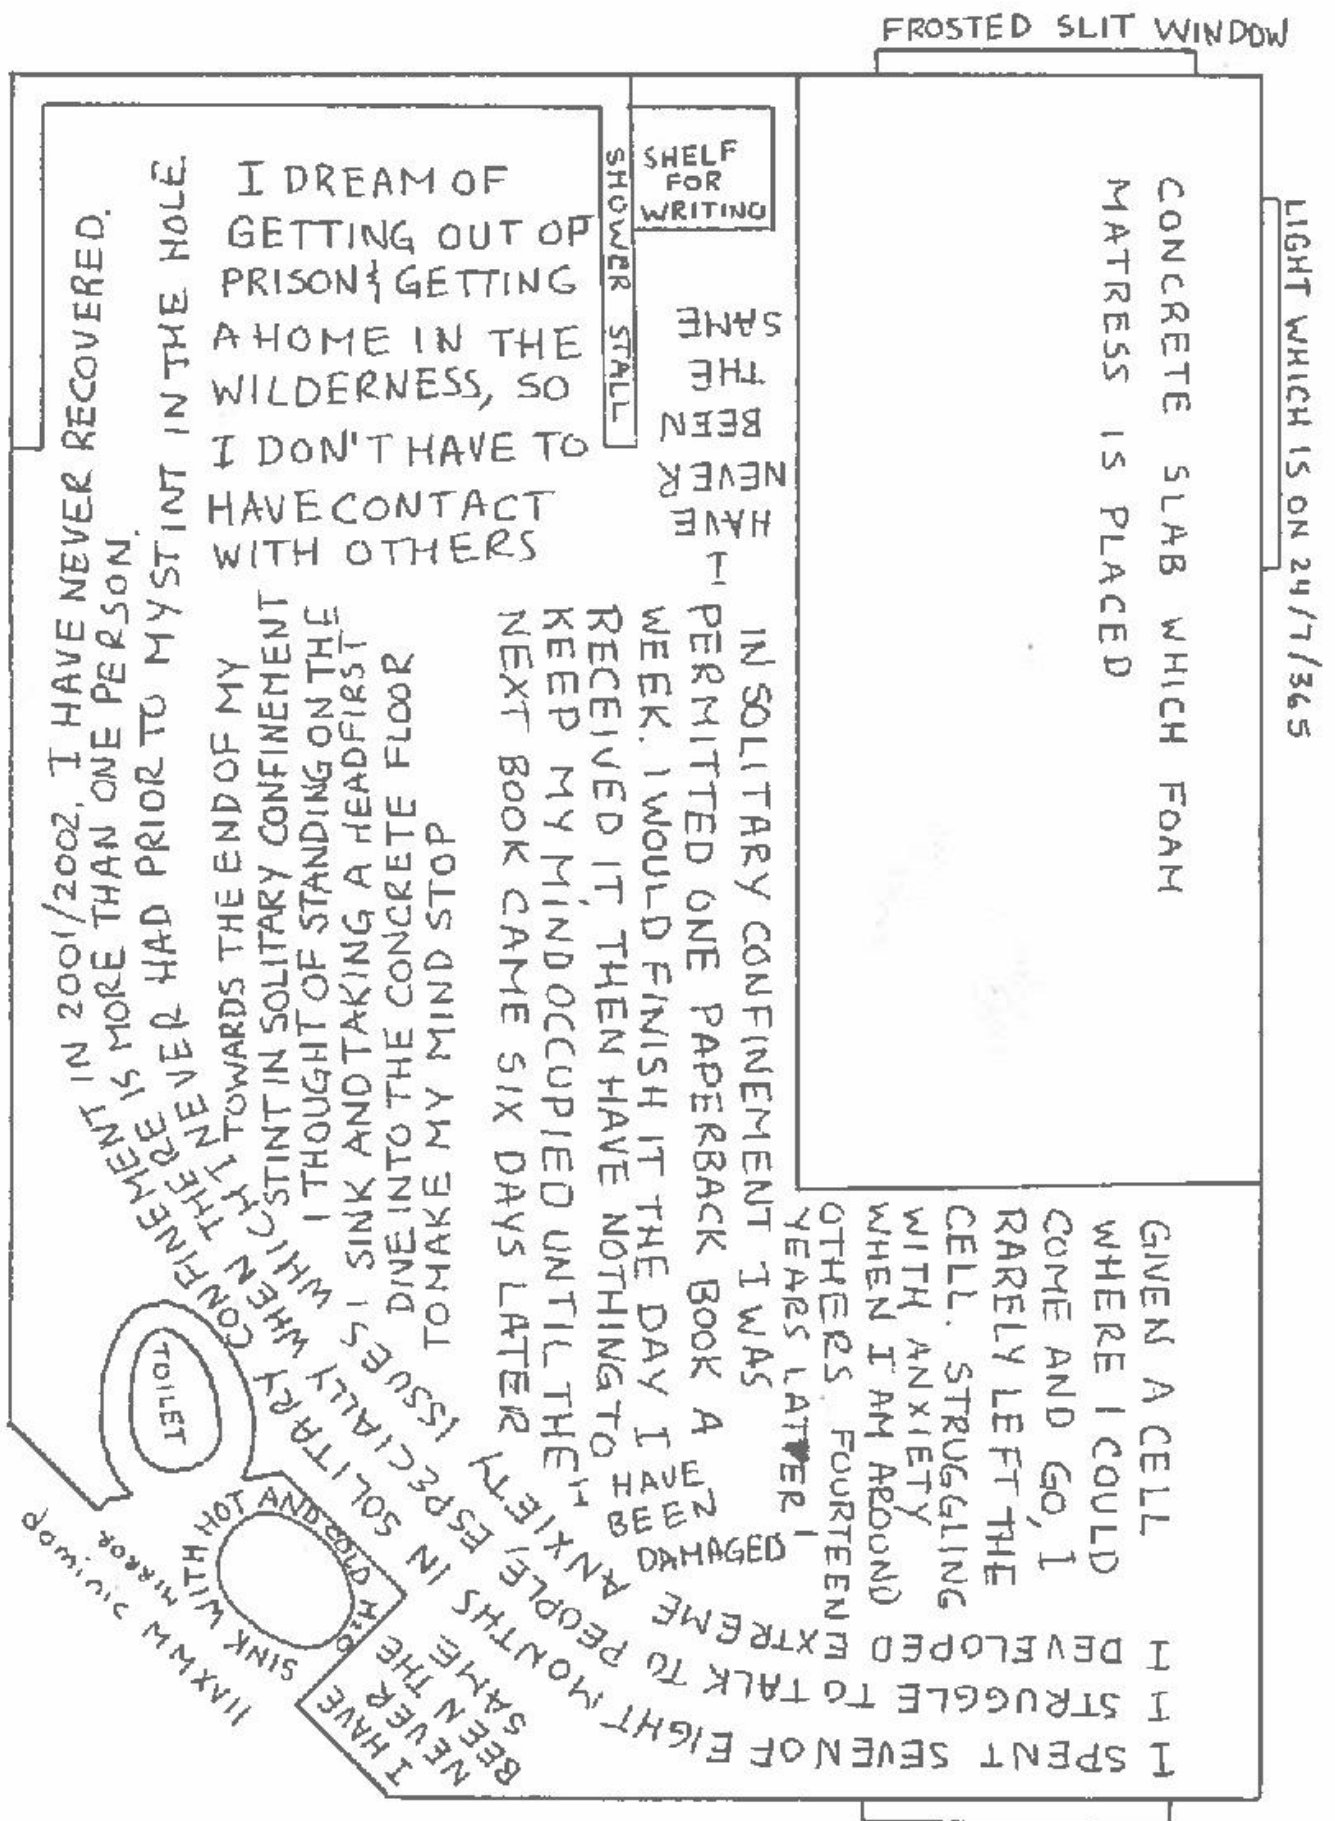 FROSTED SLIT WINDOW
LIGHT WHICH IS ON 24/7/365
CONCRETE SLAB WHICH FOAM
MATRESS IS PLACED
SHELF
FOR
WRITING
SHOWER STALL
I DREAM OF
GETTING OUT OF
PRISON & GETTING
A HOME IN THE
WILDERNESS, SO
I DON'T HAVE TO
HAVE CONTACT
WITH OTHERS
I SPENT SEVEN OF EIGHT MONTHS IN SOLITARY CONFINEMENT IN 2001/2002. I HAVE NEVER RECOVERED.
I STRUGGLE TO TALK TO PEOPLE, ESPECIALLY WHEN THERE IS MORE THAN ONE PERSON.
I DEVELOPED EXTREME ANXIETY ISSUES WHICH I NEVER HAD PRIOR TO MY STINT IN THE HOLE
TOWARDS THE END OF MY
STINT IN SOLITARY CONFINEMENT
I THOUGHT OF STANDING ON THE
SINK AND TAKING A HEADFIRST
DIVE INTO THE CONCRETE FLOOR
TO MAKE MY MIND STOP
IN SOLITARY CONFINEMENT I WAS
PERMITTED ONE PAPERBACK BOOK A
WEEK. I WOULD FINISH IT THE DAY I
RECEIVED IT, THEN HAVE NOTHING TO
KEEP MY MIND OCCUPIED UNTIL THE
NEXT BOOK CAME SIX DAYS LATER
I
HAVE
NEVER
BEEN
THE
SAME
GIVEN A CELL
WHERE I COULD
COME AND GO, I
RARELY LEFT THE
CELL. STRUGGLING
WITH ANXIETY
WHEN I AM AROUND
OTHERS FOURTEEN
YEARS LATER
I HAVE
BEEN
DAMAGED
TOILET
SINK WITH HOT AND COLD H2O
MIRROR
I HAVE
NEVER
BEEN THE
SAME